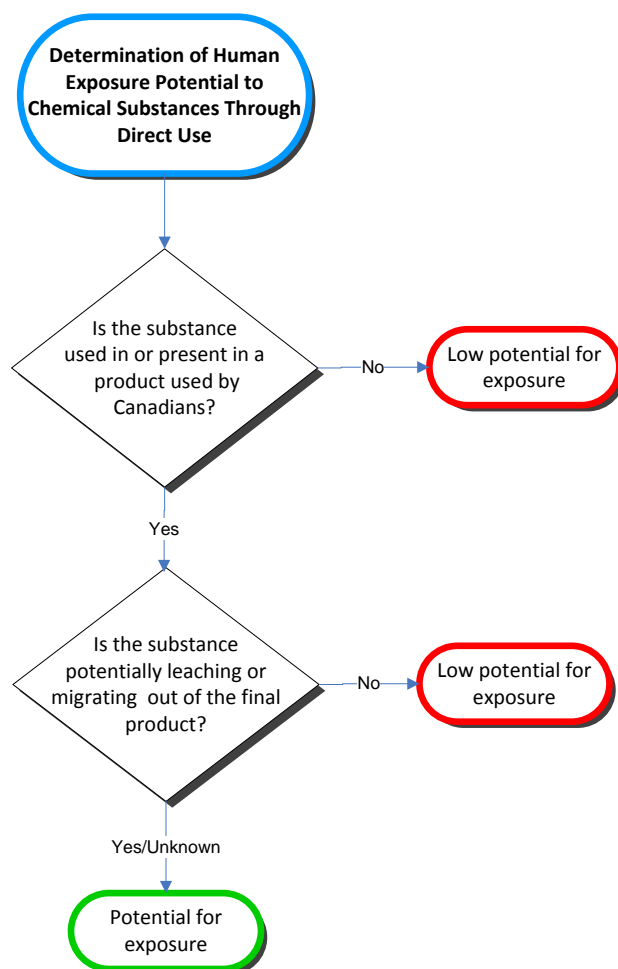 Determination of Human
Exposure Potential to
Chemical Substances Through
Direct Use
Is the substance
used in or present in a
product used by
Canadians?
No
Low potential for
exposure
Yes
Is the substance
potentially leaching or
migrating  out of the final
product?
No
Low potential for
exposure
Yes/Unknown
Potential for
exposure